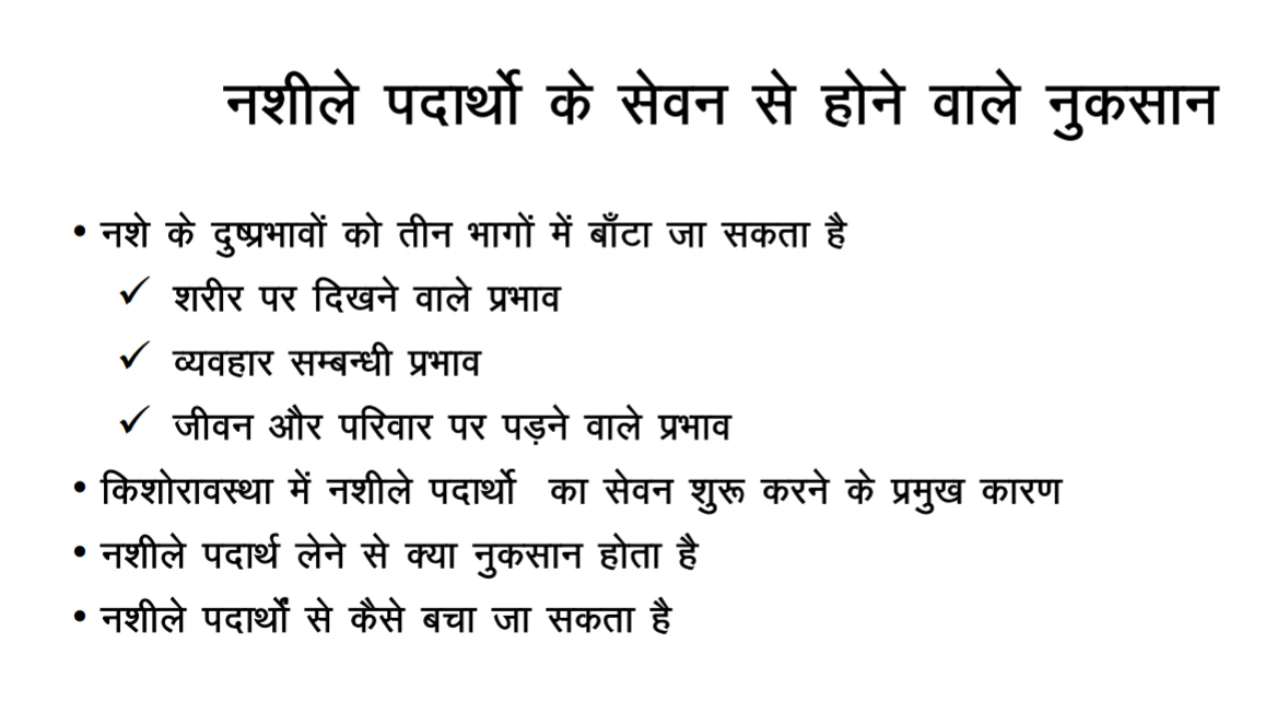 नशीले पदार्थो के सेवन से होने वाले नुकसान
• नशे के दुष्प्रभावों को तीन भागों में बाँटा जा सकता है
✓ शरीर पर दिखने वाले प्रभाव
✓ व्यवहार सम्बन्धी प्रभाव
✓ जीवन और परिवार पर पड़ने वाले प्रभाव
• किशोरावस्था में नशीले पदार्थो का सेवन शुरू करने के प्रमुख कारण
• नशीले पदार्थ लेने से क्या नुकसान होता है
• नशीले पदार्थों से कैसे बचा जा सकता है